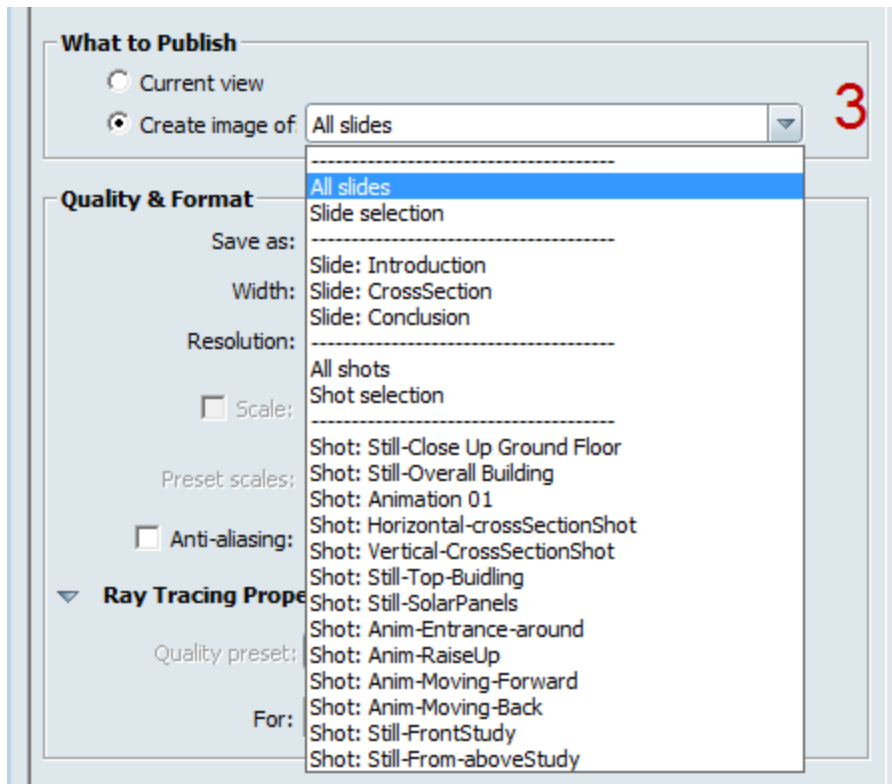 What to Publish
Current view
Create image of: All slides
3
---------------------------------------
All slides
Quality & Format
Slide selection
Save as: ---------------------------------------
Slide: Introduction
Width: Slide: CrossSection
Slide: Conclusion
Resolution: ---------------------------------------
All shots
Shot selection
Scale: ---------------------------------------
Shot: Still-Close Up Ground Floor
Preset scales: Shot: Still-Overall Building
Shot: Animation 01
Shot: Horizontal-crossSectionShot
Anti-aliasing: Shot: Vertical-CrossSectionShot
Shot: Still-Top-Buidling
Ray Tracing Prope Shot: Still-SolarPanels
Shot: Anim-Entrance-around
Quality preset: Shot: Anim-RaiseUp
Shot: Anim-Moving-Forward
For: Shot: Anim-Moving-Back
Shot: Still-FrontStudy
Shot: Still-From-aboveStudy